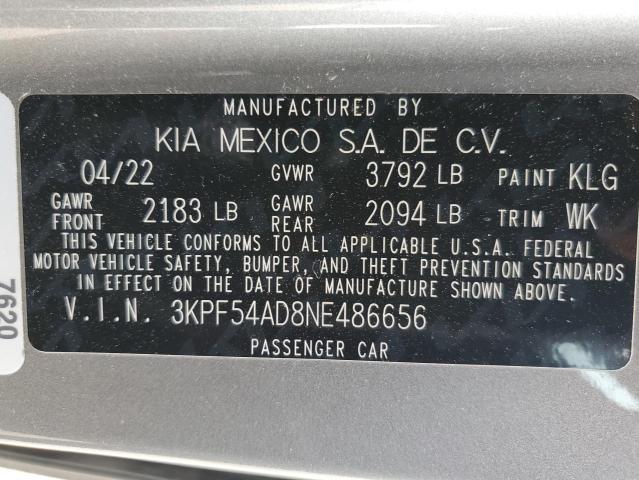 MANUFACTURED BY
KIA MEXICO S.A. DE C.V.
04/22 GVWR 3792 LB PAINT KLG
GAWR FRONT 2183 LB GAWR REAR 2094 LB TRIM WK
THIS VEHICLE CONFORMS TO ALL APPLICABLE U.S.A. FEDERAL
MOTOR VEHICLE SAFETY, BUMPER, AND THEFT PREVENTION STANDARDS
IN EFFECT ON THE DATE OF MANUFACTURE SHOWN ABOVE.
V.I.N. 3KPF54AD8NE486656
PASSENGER CAR
7620